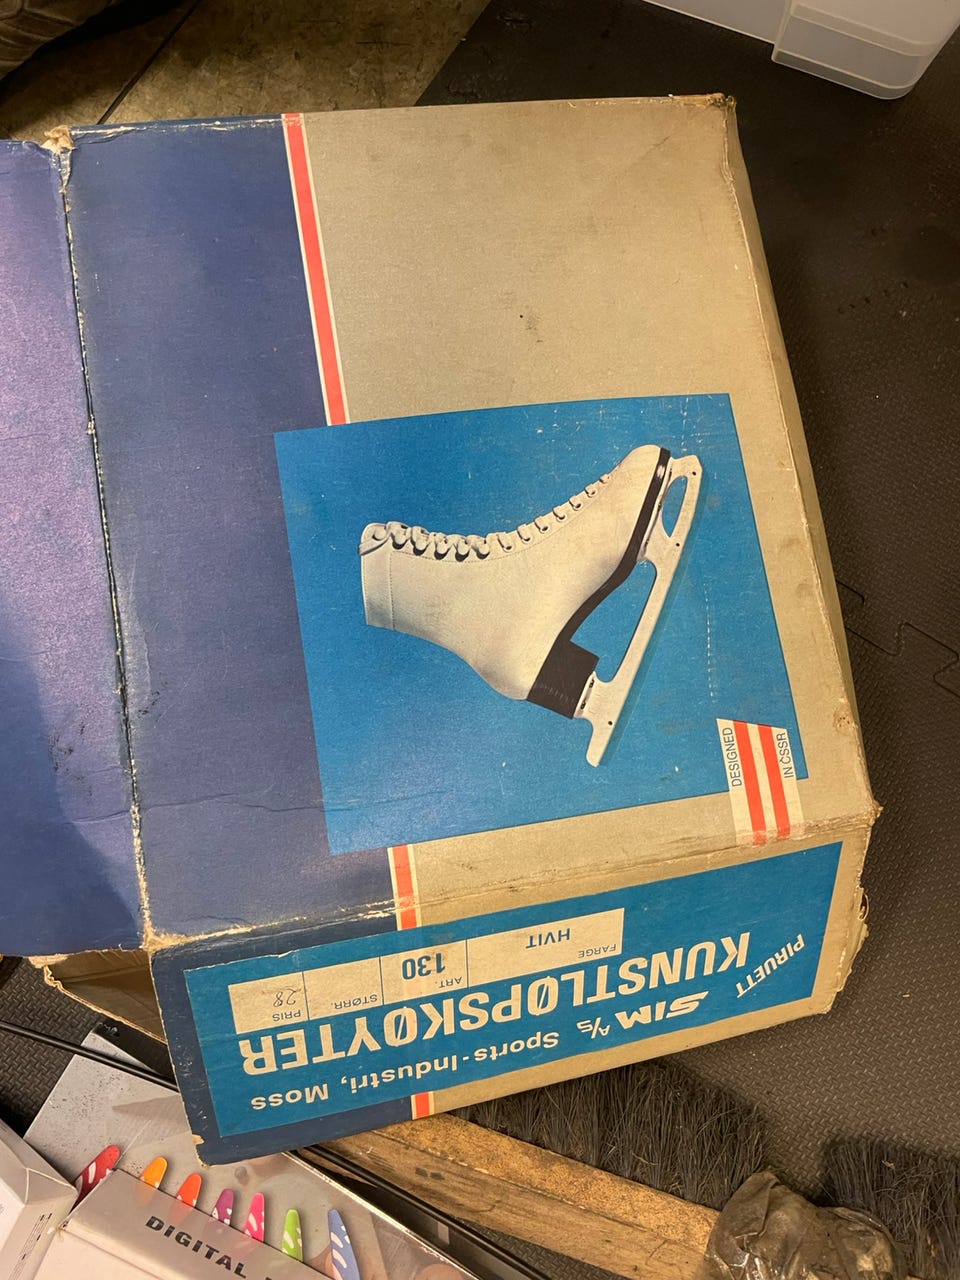 DESIGNED
IN ČSSR
PIRUETT
KUNSTLØPSKØYTER
FARGE
HVIT
ART.
130
STØRR.
PRIS
28
SIM A/S Sports-Industri, Moss
DIGITAL